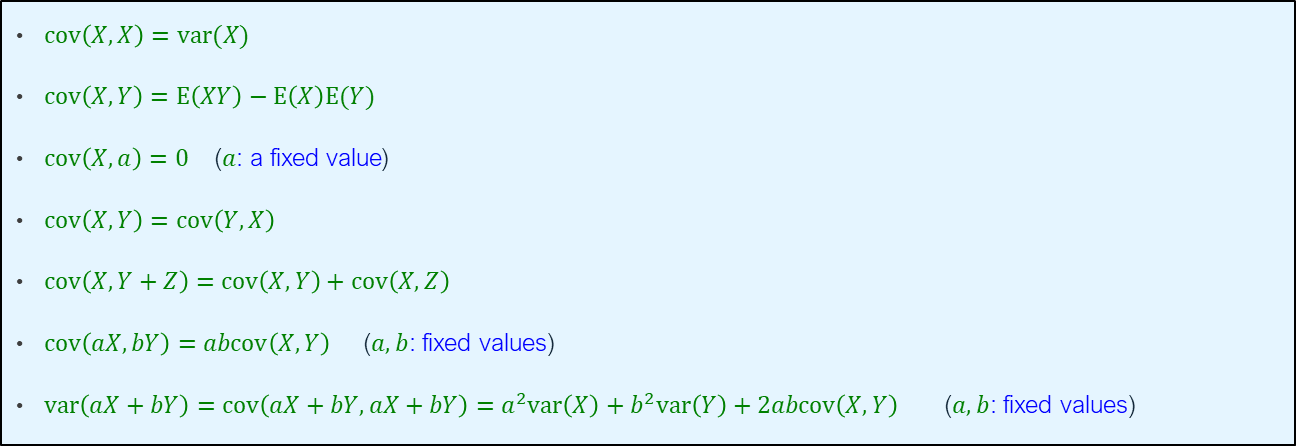 • cov(X, X) = var(X)
• cov(X, Y) = E(XY) − E(X)E(Y)
• cov(X, a) = 0 (a: a fixed value)
• cov(X, Y) = cov(Y, X)
• cov(X, Y + Z) = cov(X, Y) + cov(X, Z)
• cov(aX, bY) = abcov(X, Y) (a, b: fixed values)
• var(aX + bY) = cov(aX + bY, aX + bY) = a²var(X) + b²var(Y) + 2abcov(X, Y) (a, b: fixed values)